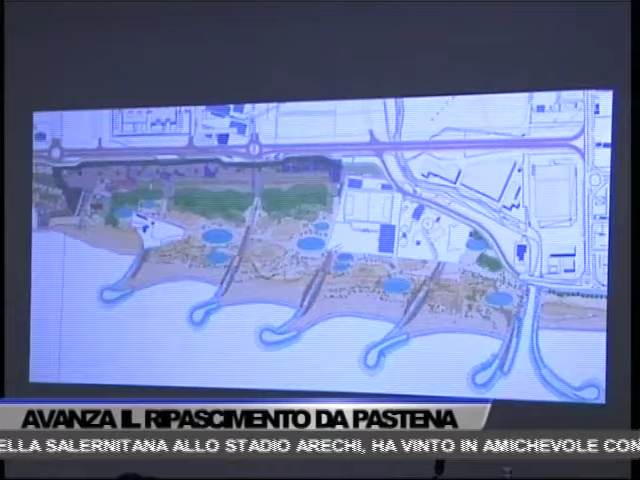 AVANZA IL RIPASCIMENTO DA PASTENA
ELLA SALERNITANA ALLO STADIO ARECHI, HA VINTO IN AMICHEVOLE CON